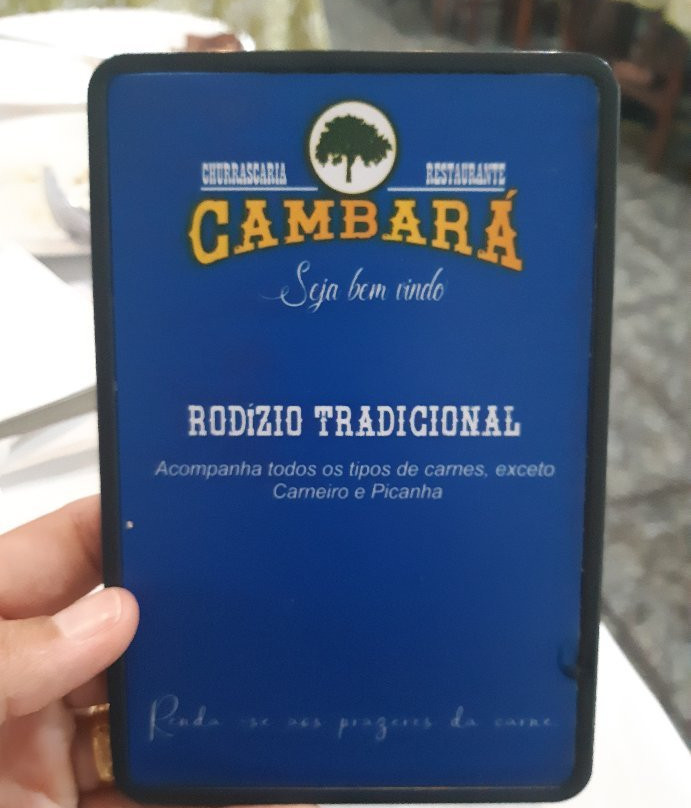 CHURRASCARIA RESTAURANTE
CAMBARÁ
Seja bem vindo
RODÍZIO TRADICIONAL
Acompanha todos os tipos de carnes, exceto
Carneiro e Picanha
Renda-se aos prazeres da carne